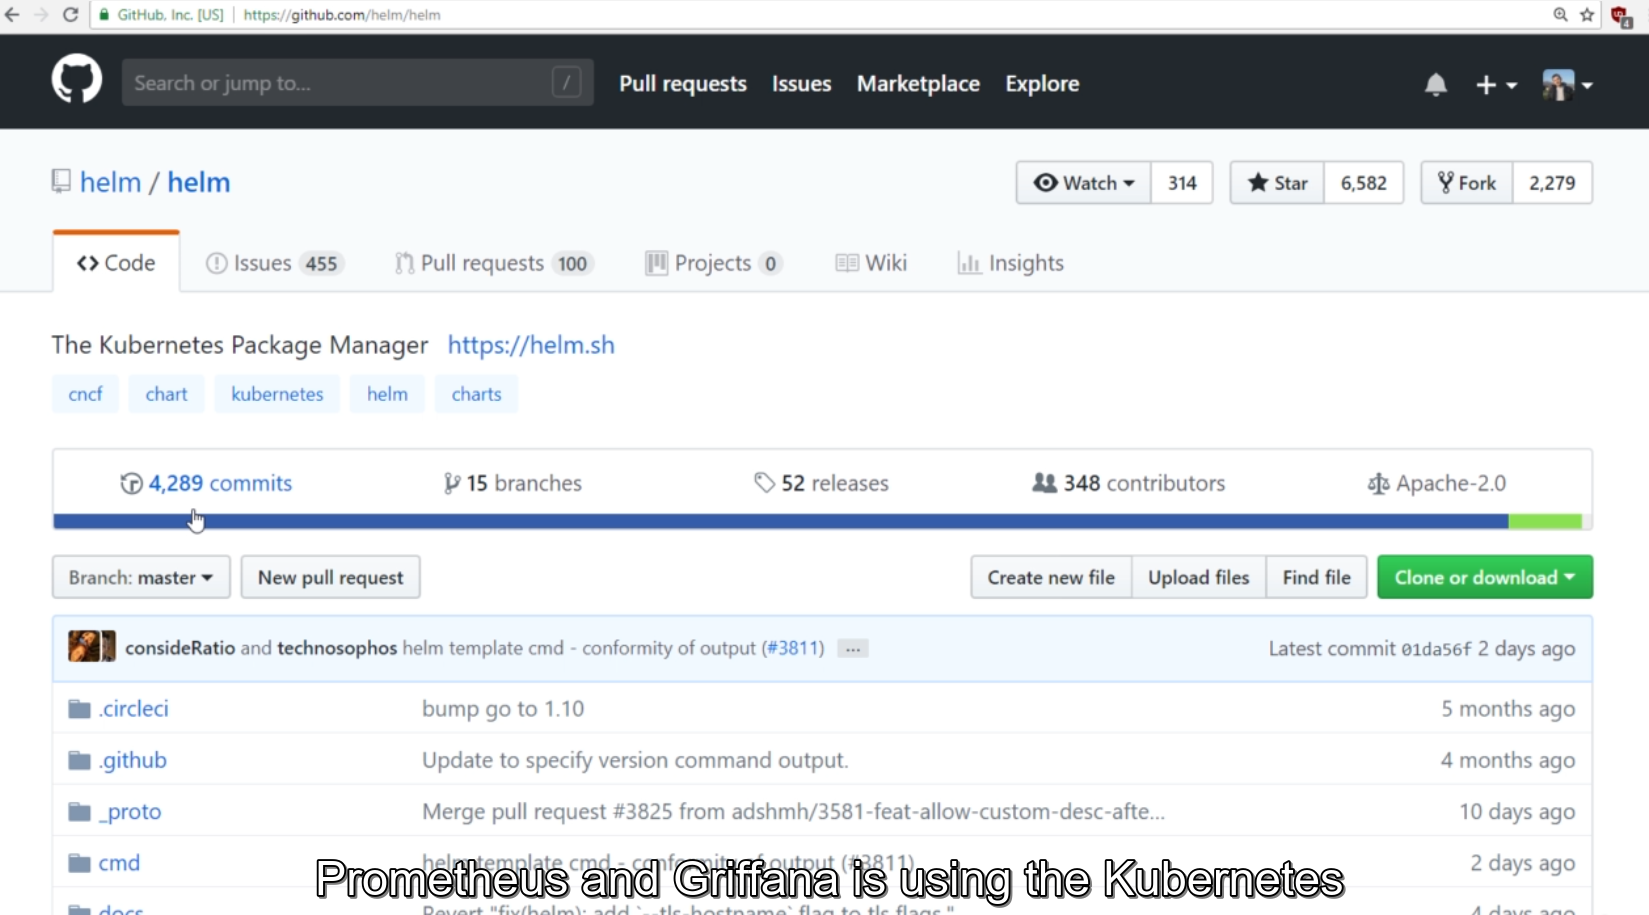 GitHub, Inc. [US] | https://github.com/helm/helm
4
Search or jump to... / Pull requests Issues Marketplace Explore
helm / helm Watch 314 Star 6,582 Fork 2,279
Code Issues 455 Pull requests 100 Projects 0 Wiki Insights
The Kubernetes Package Manager https://helm.sh
cncf chart kubernetes helm charts
4,289 commits 15 branches 52 releases 348 contributors Apache-2.0
Branch: master New pull request Create new file Upload files Find file Clone or download
consideRatio and technosophos helm template cmd - conformity of output (#3811) ... Latest commit 01da56f 2 days ago
.circleci bump go to 1.10 5 months ago
.github Update to specify version command output. 4 months ago
_proto Merge pull request #3825 from adshmh/3581-feat-allow-custom-desc-afte... 10 days ago
cmd helm template cmd - conformity of output (#3811) 2 days ago
Prometheus and Griffana is using the Kubernetes
docs Revert "fix(helm): add `--tls-hostname` flag to tls flags." 4 days ago